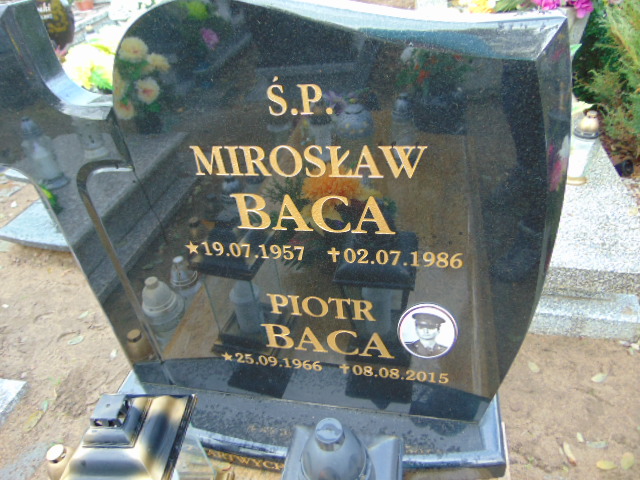 Ś.P.
MIROSŁAW
BACA
★19.07.1957 ✝02.07.1986
PIOTR
BACA
★25.09.1966 ✝08.08.2015